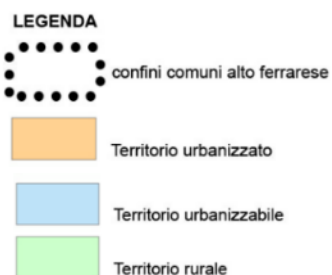 LEGENDA
confini comuni alto ferrarese
Territorio urbanizzato
Territorio urbanizzabile
Territorio rurale